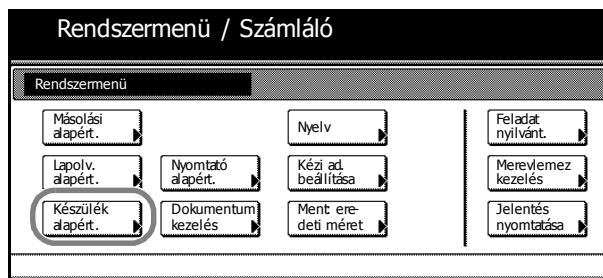 Rendszermenü / Számláló
Rendszermenü
Másolási
alapért.
Nyelv
Feladat
nyilvánt.
Lapolv.
alapért.
Nyomtató
alapért.
Kézi ad.
beállítása
Merevlemez
kezelés
Készülék
alapért.
Dokumentum
kezelés
Ment ere-
deti méret
Jelentés
nyomtatása